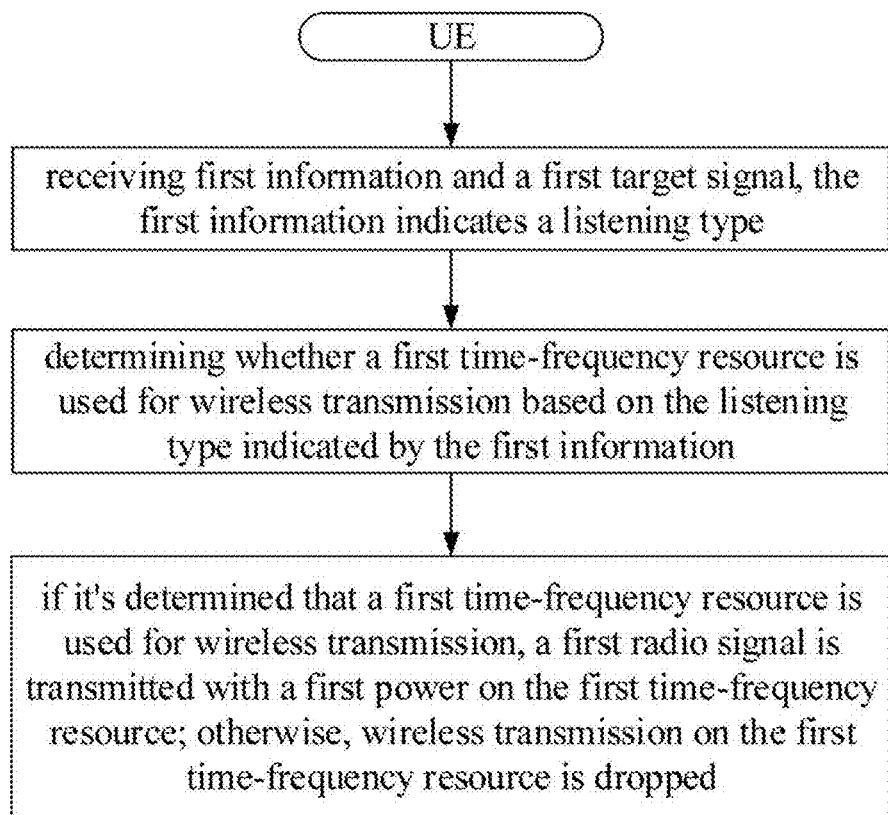 UE
receiving first information and a first target signal, the
first information indicates a listening type
determining whether a first time-frequency resource is
used for wireless transmission based on the listening
type indicated by the first information
if it's determined that a first time-frequency resource is
used for wireless transmission, a first radio signal is
transmitted with a first power on the first time-frequency
resource; otherwise, wireless transmission on the first
time-frequency resource is dropped